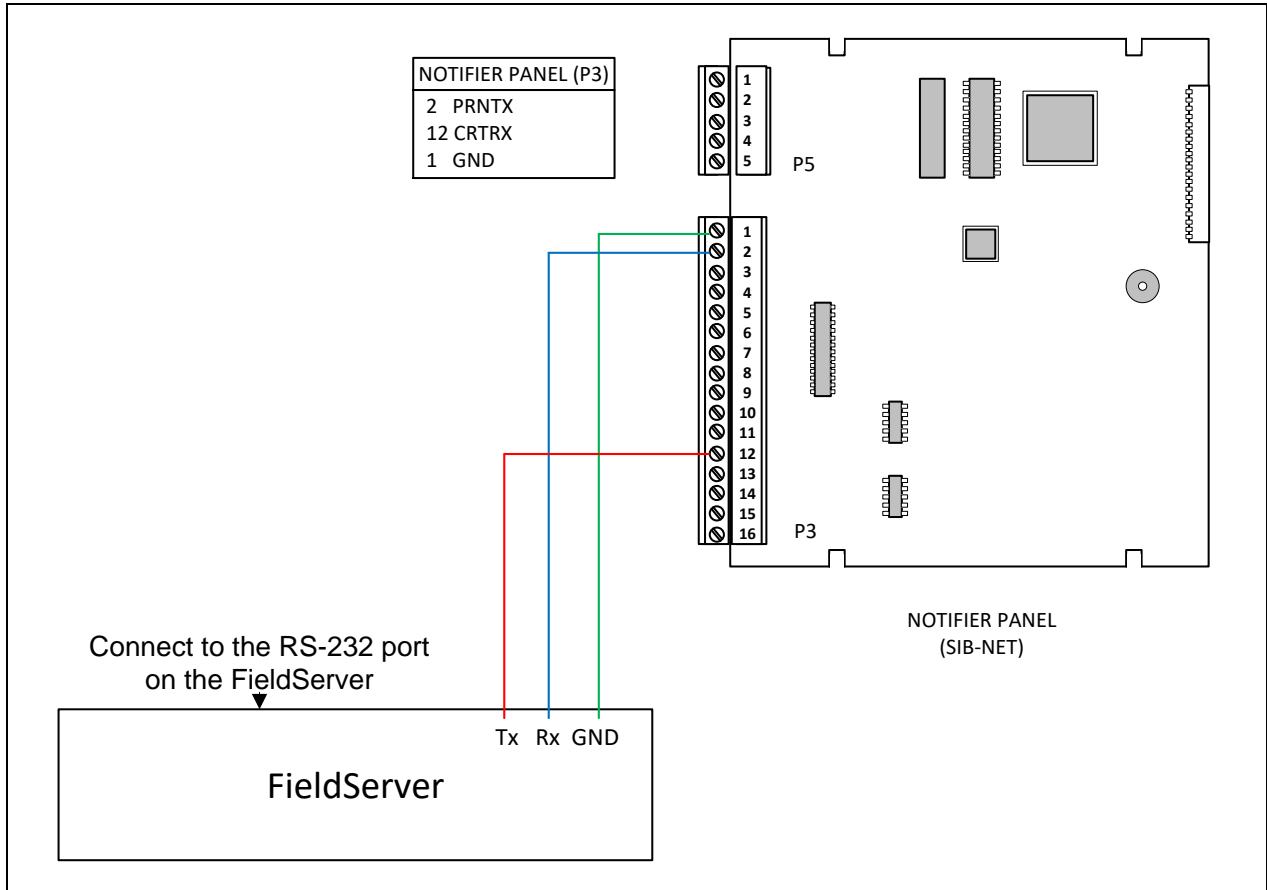 NOTIFIER PANEL (P3)
2 PRNTX
12 CRTRX
1 GND
1
2
3
4
5
P5
1
2
3
4
5
6
7
8
9
10
11
12
13
14
15
16
P3
NOTIFIER PANEL
(SIB-NET)
Connect to the RS-232 port
on the FieldServer
Tx Rx GND
FieldServer